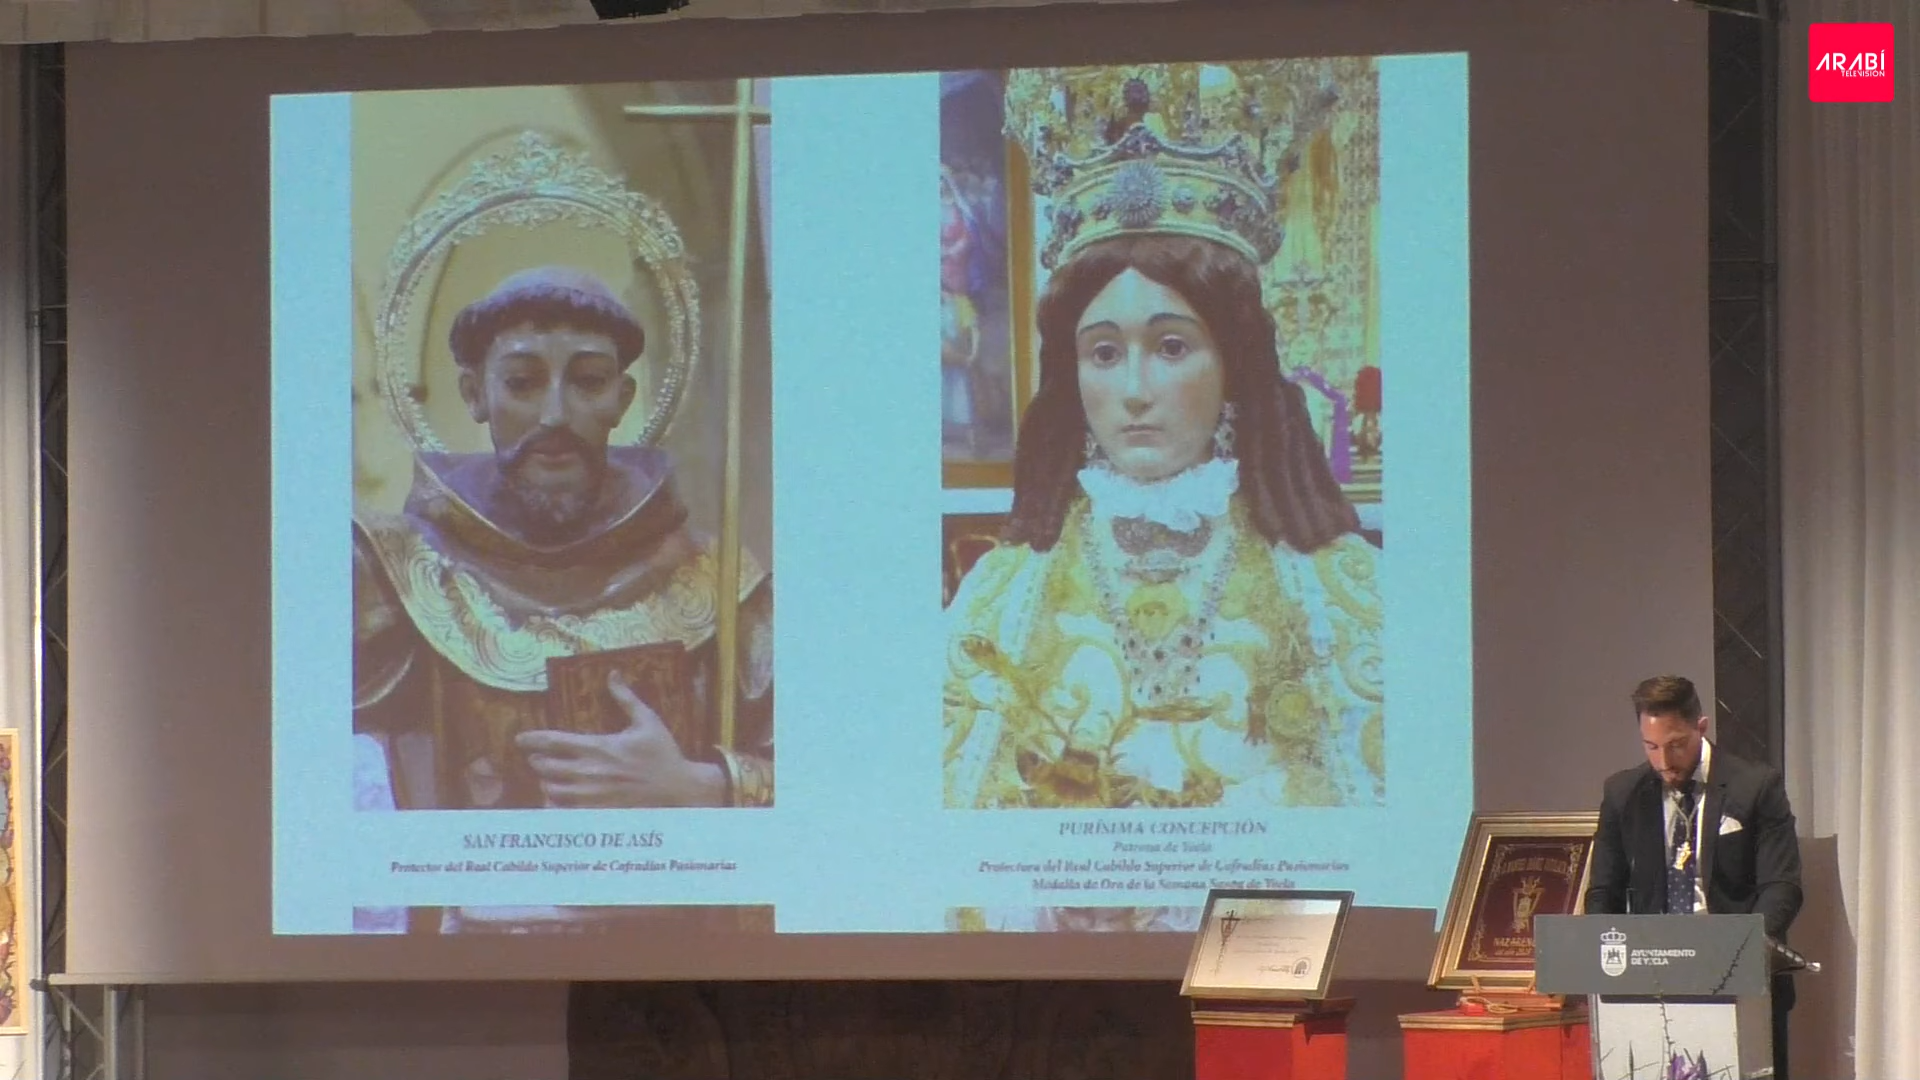 ARABÍ
TELEVISIÓN
SAN FRANCISCO DE ASÍS
Protector del Real Cabildo Superior de Cofradías Pasionarias
PURÍSIMA CONCEPCIÓN
Patrona de Yecla
Protectora del Real Cabildo Superior de Cofradías Pasionarias
Medalla de Oro de la Semana Santa de Yecla
AYUNTAMIENTO
DE YECLA